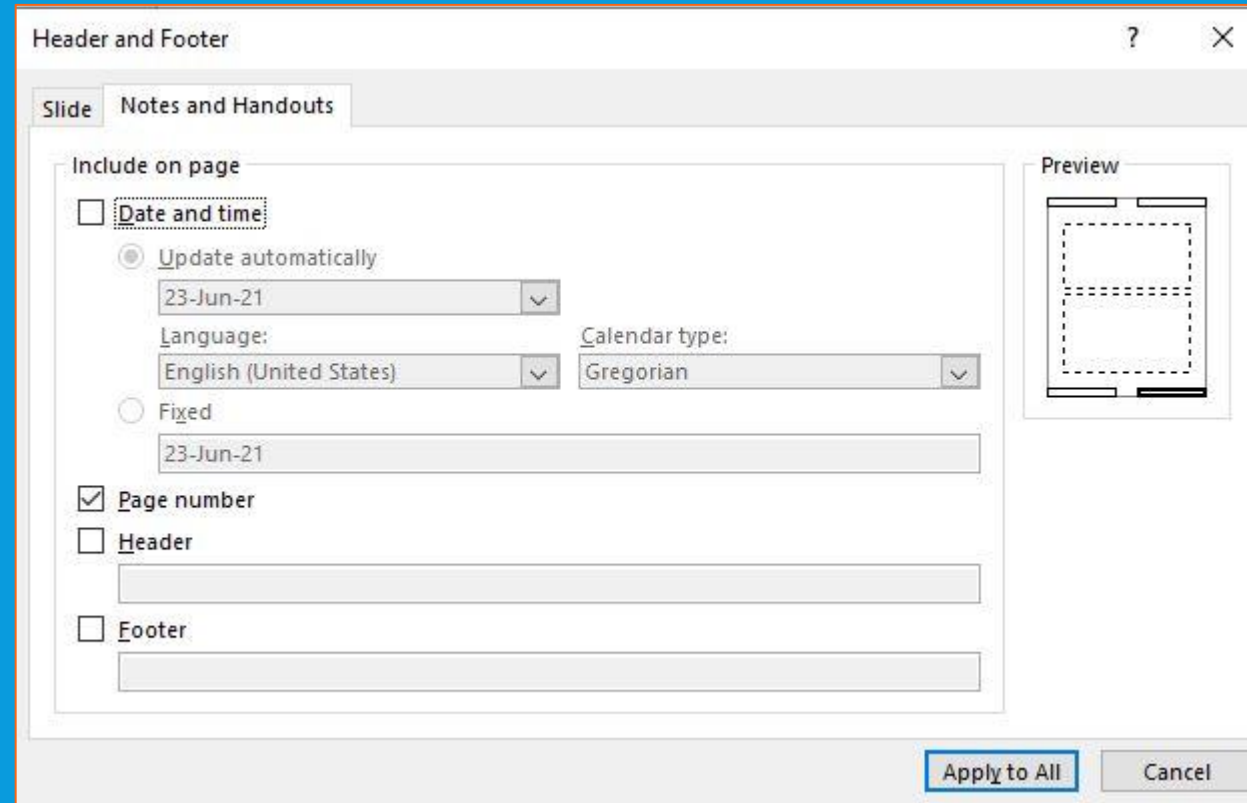 Header and Footer
Slide Notes and Handouts
Include on page
Preview
Date and time
Update automatically
23-Jun-21
Language: Calendar type:
English (United States) Gregorian
Fixed
23-Jun-21
Page number
Header
Footer
Apply to All Cancel